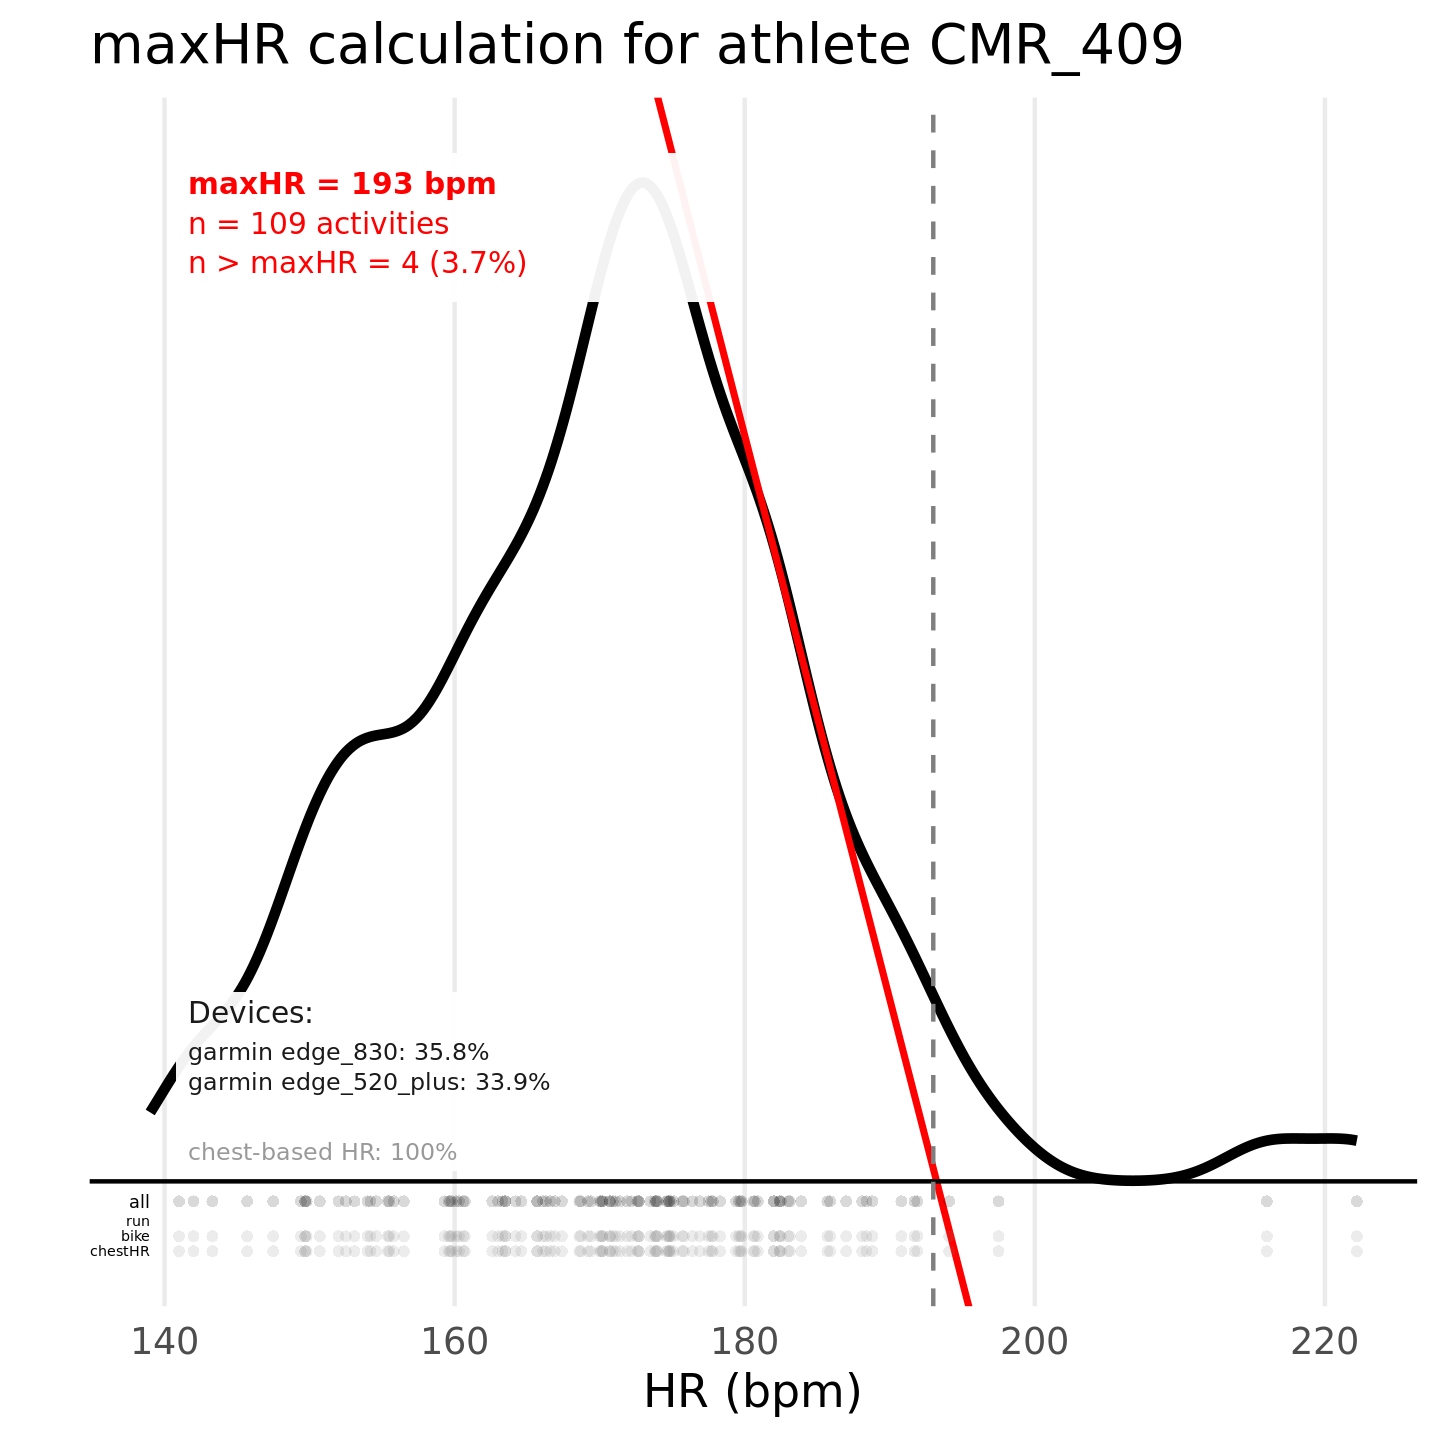 maxHR calculation for athlete CMR_409
maxHR = 193 bpm
n = 109 activities
n > maxHR = 4 (3.7%)
Devices:
garmin edge_830: 35.8%
garmin edge_520_plus: 33.9%
chest-based HR: 100%
all
run
bike
chestHR
140 160 180 200 220
HR (bpm)